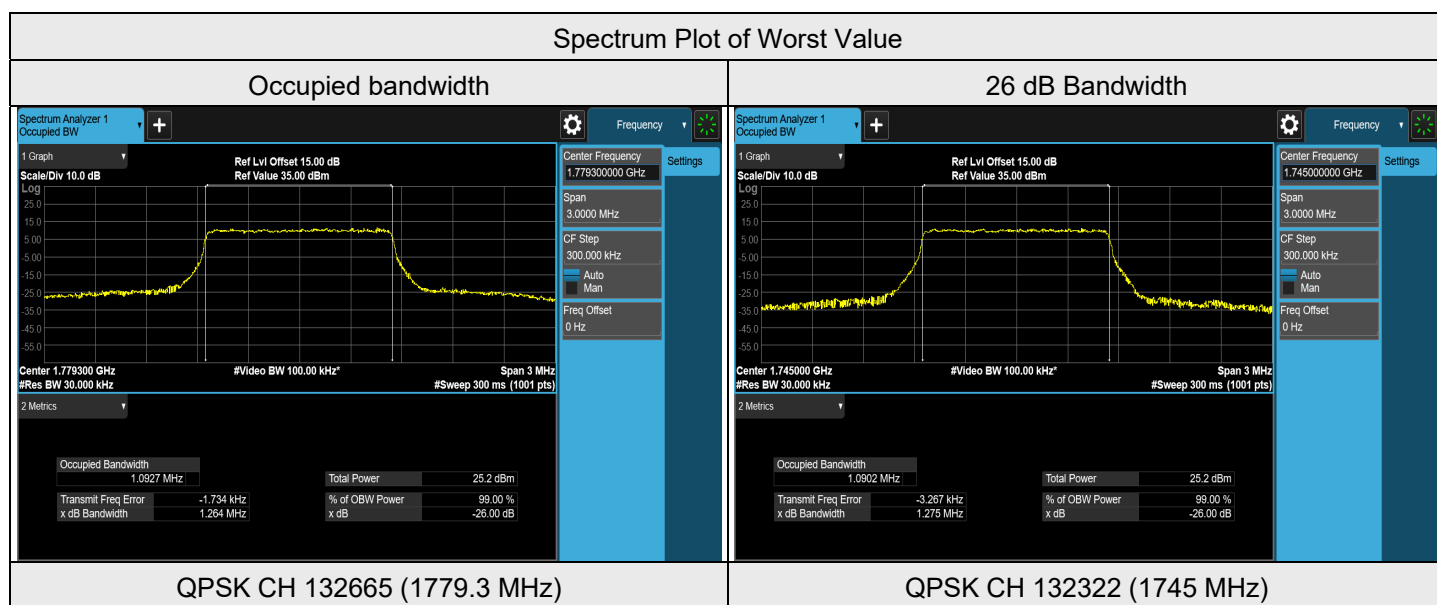 Spectrum Plot of Worst Value
Occupied bandwidth
26 dB Bandwidth
Spectrum Analyzer 1
Occupied BW
+
Frequency
1 Graph
Ref Lvl Offset 15.00 dB
Scale/Div 10.0 dB
Ref Value 35.00 dBm
Log
25.0
15.0
5.00
-5.00
-15.0
-25.0
-35.0
-45.0
-55.0
Center 1.779300 GHz
#Video BW 100.00 kHz*
Span 3 MHz
#Res BW 30.000 kHz
#Sweep 300 ms (1001 pts)
Center Frequency
1.779300000 GHz
Settings
Span
3.0000 MHz
CF Step
300.000 kHz
Auto
Man
Freq Offset
0 Hz
2 Metrics
Occupied Bandwidth
1.0927 MHz
Total Power 25.2 dBm
Transmit Freq Error -1.734 kHz
% of OBW Power 99.00 %
x dB Bandwidth 1.264 MHz
x dB -26.00 dB
Spectrum Analyzer 1
Occupied BW
+
Frequency
1 Graph
Ref Lvl Offset 15.00 dB
Scale/Div 10.0 dB
Ref Value 35.00 dBm
Log
25.0
15.0
5.00
-5.00
-15.0
-25.0
-35.0
-45.0
-55.0
Center 1.745000 GHz
#Video BW 100.00 kHz*
Span 3 MHz
#Res BW 30.000 kHz
#Sweep 300 ms (1001 pts)
Center Frequency
1.745000000 GHz
Settings
Span
3.0000 MHz
CF Step
300.000 kHz
Auto
Man
Freq Offset
0 Hz
2 Metrics
Occupied Bandwidth
1.0902 MHz
Total Power 25.2 dBm
Transmit Freq Error -3.267 kHz
% of OBW Power 99.00 %
x dB Bandwidth 1.275 MHz
x dB -26.00 dB
QPSK CH 132665 (1779.3 MHz)
QPSK CH 132322 (1745 MHz)